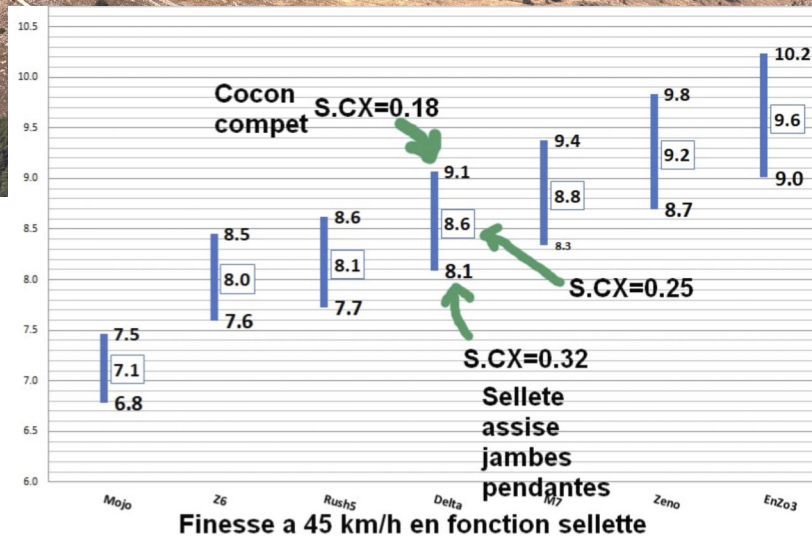 10.5
10.0
9.5
9.0
8.5
8.0
7.5
7.0
6.5
6.0
Cocon
compet
S.CX=0.18
7.5
7.1
6.8
8.5
8.0
7.6
8.6
8.1
7.7
9.1
8.6
8.1
9.4
8.8
8.3
9.8
9.2
8.7
10.2
9.6
9.0
S.CX=0.25
S.CX=0.32
Sellete
assise
jambes
pendantes
Mojo
Z6
Rush5
Delta
M7
Zeno
EnZo3
Finesse a 45 km/h en fonction sellette